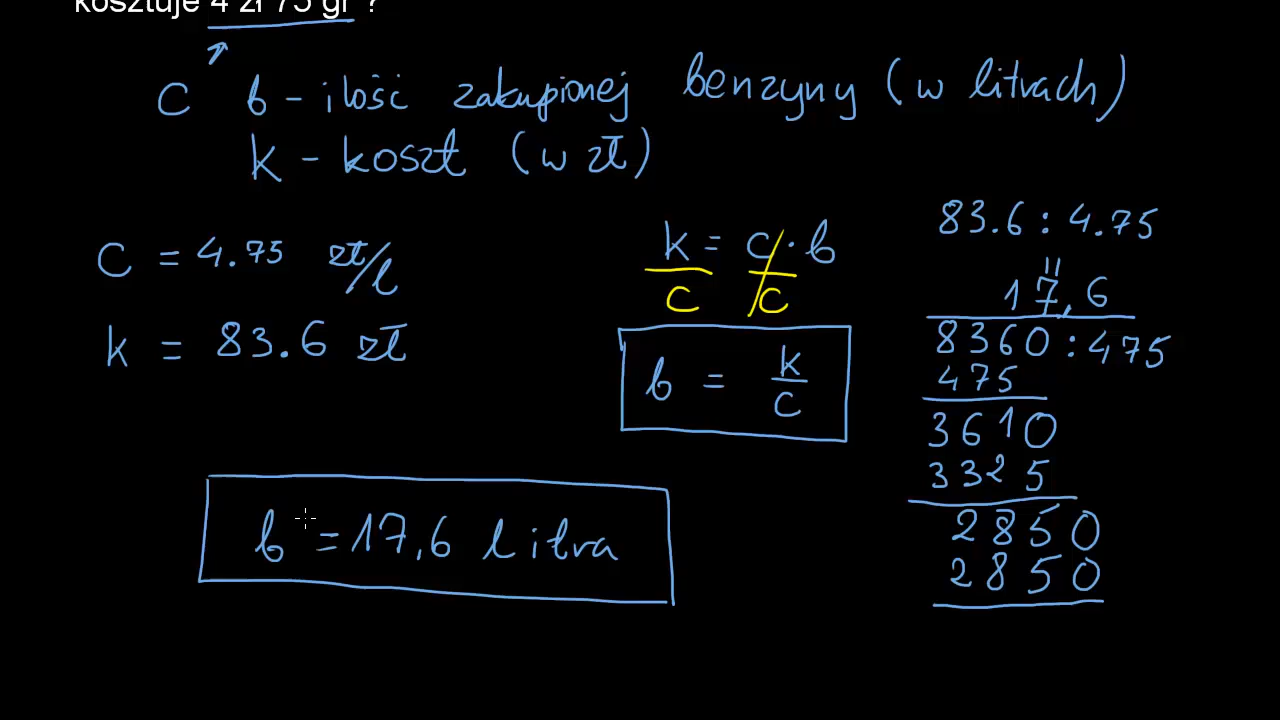 kosztuje 4 zł 75 gr ?
C b - ilość zakupionej benzyny (w litrach)
k - koszt (w zł)
C = 4.75 zł/l
k = 83.6 zł
k = c · b
c c
b = k/c
b = 17,6 litra
83.6 : 4.75
=
17,6
8360 : 475
475
3610
3325
2850
2850